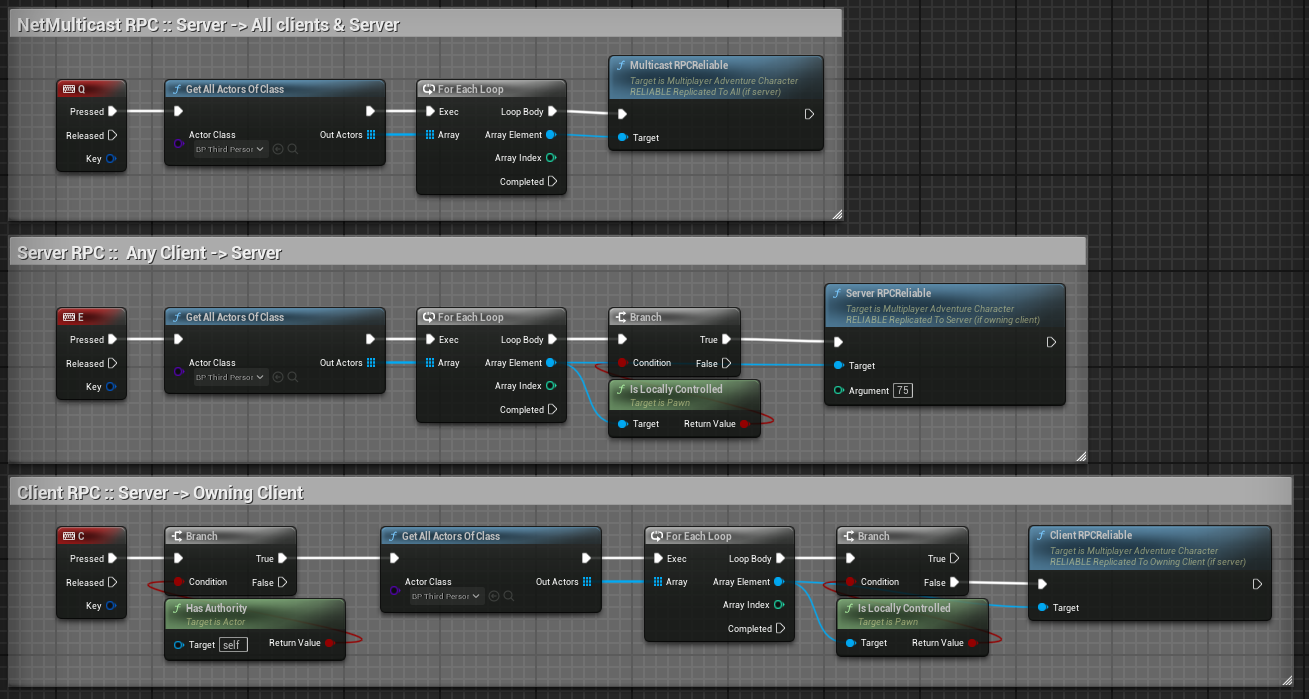 NetMulticast RPC :: Server -> All clients & Server
Q
Pressed
Released
Key
Get All Actors Of Class
Actor Class
BP Third Person
Out Actors
For Each Loop
Exec
Loop Body
Array
Array Element
Array Index
Completed
Multicast RPCReliable
Target is Multiplayer Adventure Character
RELIABLE Replicated To All (if server)
Target
Server RPC :: Any Client -> Server
E
Pressed
Released
Key
Get All Actors Of Class
Actor Class
BP Third Person
Out Actors
For Each Loop
Exec
Loop Body
Array
Array Element
Array Index
Completed
Branch
True
Condition
False
Is Locally Controlled
Target is Pawn
Target
Return Value
Server RPCReliable
Target is Multiplayer Adventure Character
RELIABLE Replicated To Server (if owning client)
Target
Argument 75
Client RPC :: Server -> Owning Client
C
Pressed
Released
Key
Branch
True
Condition
False
Has Authority
Target is Actor
Target self
Return Value
Get All Actors Of Class
Actor Class
BP Third Person
Out Actors
For Each Loop
Exec
Loop Body
Array
Array Element
Array Index
Completed
Branch
True
Condition
False
Is Locally Controlled
Target is Pawn
Target
Return Value
Client RPCReliable
Target is Multiplayer Adventure Character
RELIABLE Replicated To Owning Client (if server)
Target